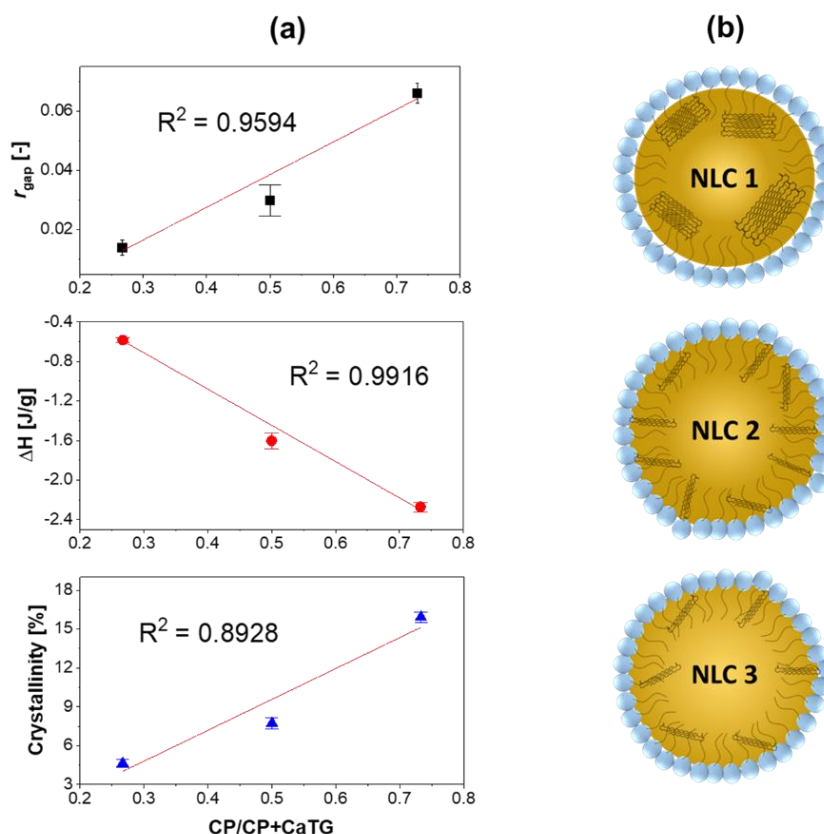 (a)
(b)
0.06
0.04
0.02
r gap [-]
R² = 0.9594
0.2 0.3 0.4 0.5 0.6 0.7 0.8
NLC 1
-0.4
-0.8
-1.2
-1.6
-2.0
-2.4
ΔH [J/g]
R² = 0.9916
0.2 0.3 0.4 0.5 0.6 0.7 0.8
NLC 2
18
15
12
9
6
3
Crystallinity [%]
R² = 0.8928
0.2 0.3 0.4 0.5 0.6 0.7 0.8
CP/CP+CaTG
NLC 3